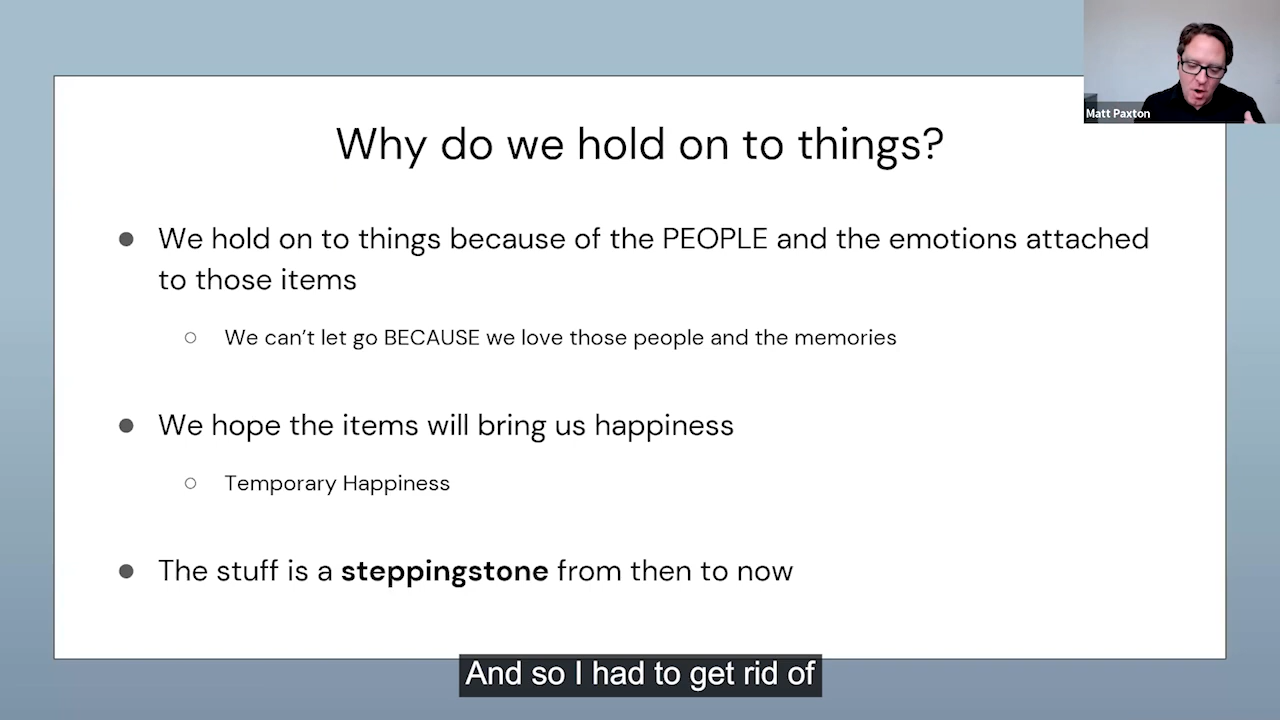 Matt Paxton
Why do we hold on to things?
● We hold on to things because of the PEOPLE and the emotions attached
to those items
○ We can't let go BECAUSE we love those people and the memories
● We hope the items will bring us happiness
○ Temporary Happiness
● The stuff is a steppingstone from then to now
And so I had to get rid of